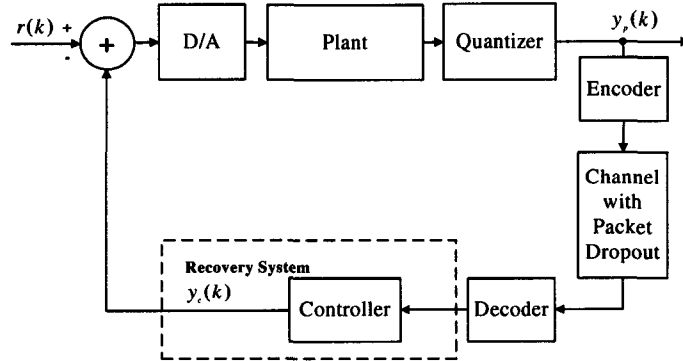 r(k) +
-
+
D/A
Plant
Quantizer
y_p(k)
Encoder
Channel
with
Packet
Dropout
Recovery System
y_c(k)
Controller
Decoder